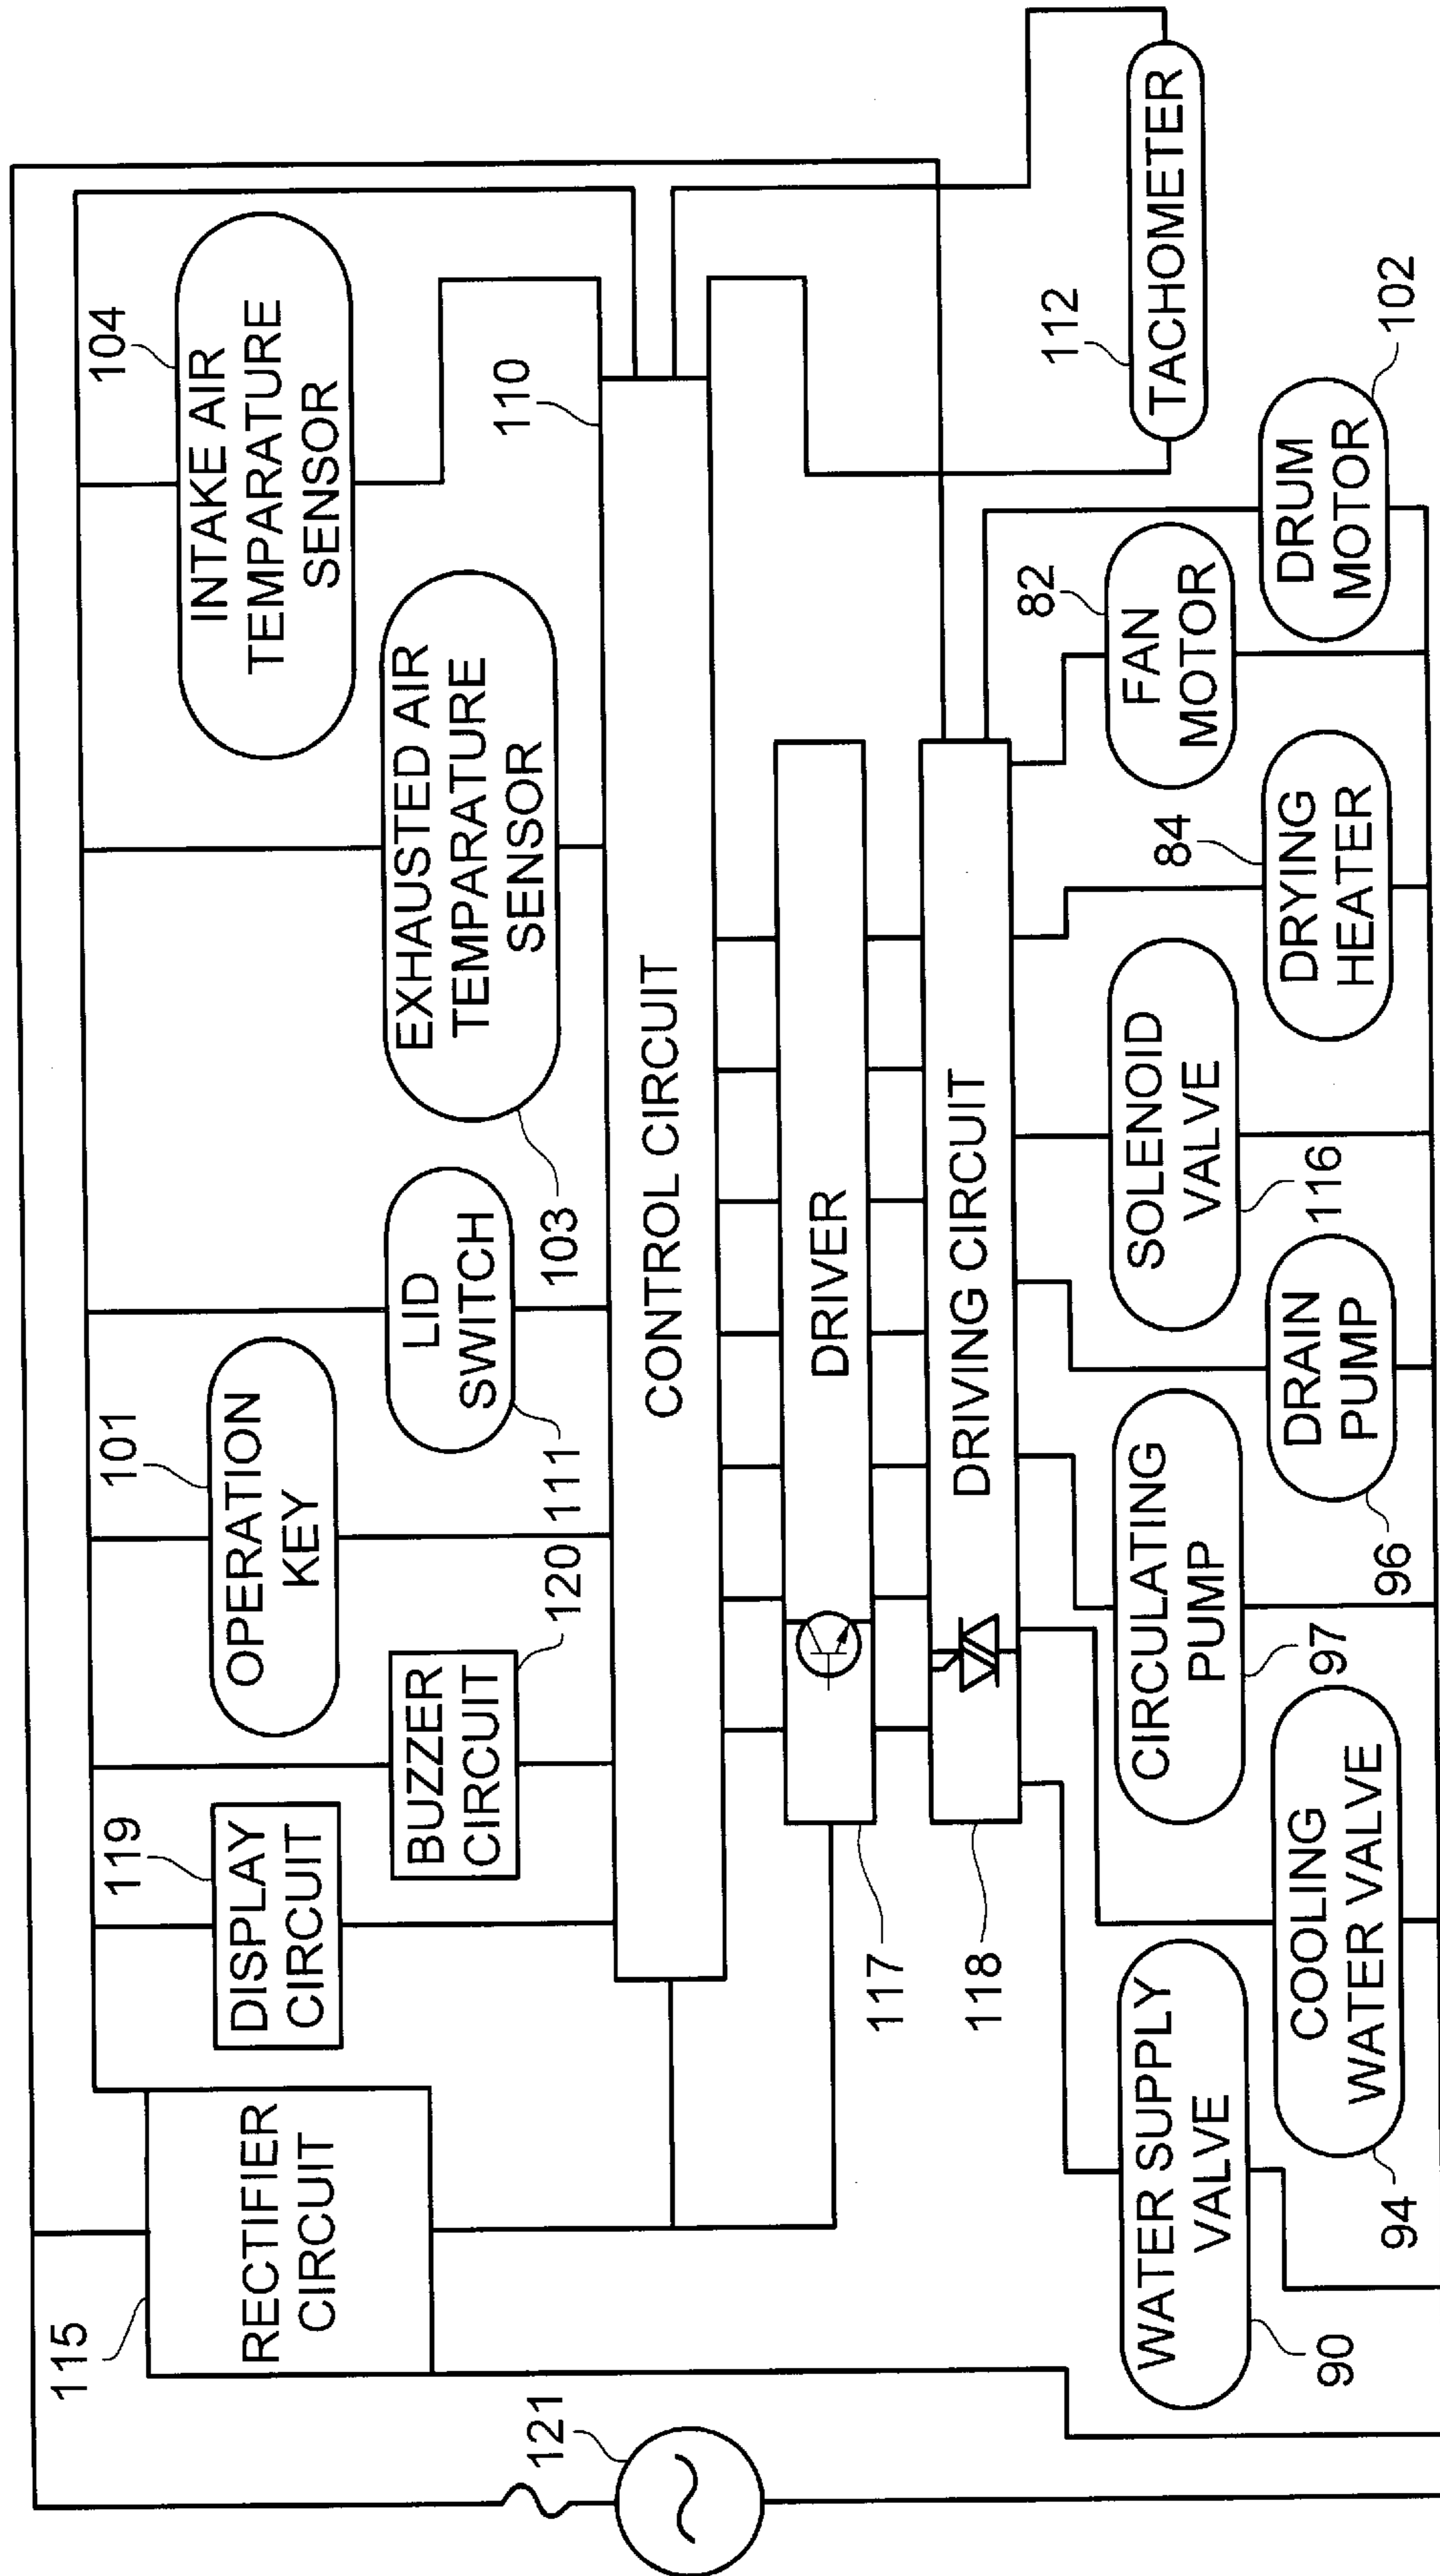 115
RECTIFIER
CIRCUIT
121
119
DISPLAY
CIRCUIT
BUZZER
CIRCUIT
120
101
OPERATION
KEY
LID
SWITCH
111
104
INTAKE AIR
TEMPARATURE
SENSOR
EXHAUSTED AIR
TEMPARATURE
SENSOR
103
110
CONTROL CIRCUIT
DRIVER
117
DRIVING CIRCUIT
118
WATER SUPPLY
VALVE
90
COOLING
WATER VALVE
94
CIRCULATING
PUMP
97
DRAIN
PUMP
96
SOLENOID
VALVE
116
DRYING
HEATER
84
FAN
MOTOR
82
DRUM
MOTOR
102
TACHOMETER
112